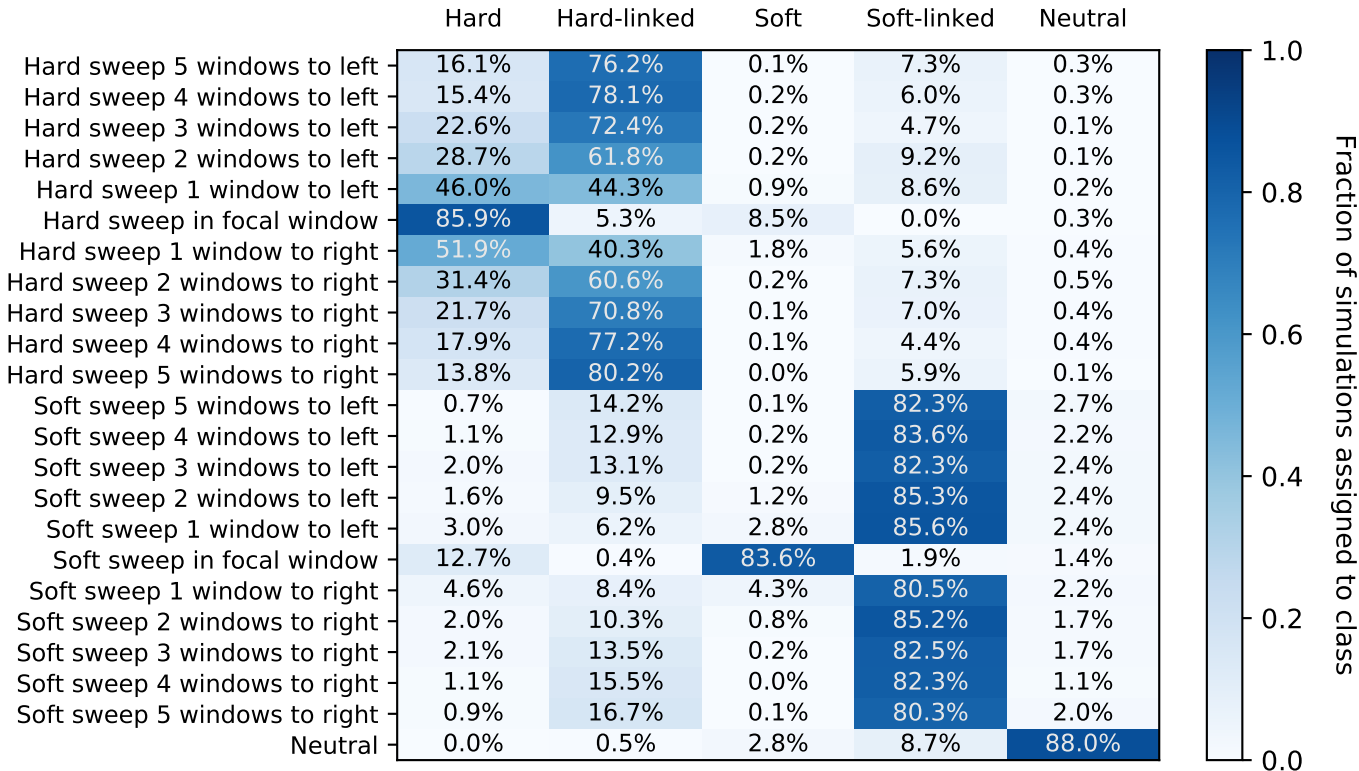 Hard Hard-linked Soft Soft-linked Neutral
Hard sweep 5 windows to left 16.1% 76.2% 0.1% 7.3% 0.3%
Hard sweep 4 windows to left 15.4% 78.1% 0.2% 6.0% 0.3%
Hard sweep 3 windows to left 22.6% 72.4% 0.2% 4.7% 0.1%
Hard sweep 2 windows to left 28.7% 61.8% 0.2% 9.2% 0.1%
Hard sweep 1 window to left 46.0% 44.3% 0.9% 8.6% 0.2%
Hard sweep in focal window 85.9% 5.3% 8.5% 0.0% 0.3%
Hard sweep 1 window to right 51.9% 40.3% 1.8% 5.6% 0.4%
Hard sweep 2 windows to right 31.4% 60.6% 0.2% 7.3% 0.5%
Hard sweep 3 windows to right 21.7% 70.8% 0.1% 7.0% 0.4%
Hard sweep 4 windows to right 17.9% 77.2% 0.1% 4.4% 0.4%
Hard sweep 5 windows to right 13.8% 80.2% 0.0% 5.9% 0.1%
Soft sweep 5 windows to left 0.7% 14.2% 0.1% 82.3% 2.7%
Soft sweep 4 windows to left 1.1% 12.9% 0.2% 83.6% 2.2%
Soft sweep 3 windows to left 2.0% 13.1% 0.2% 82.3% 2.4%
Soft sweep 2 windows to left 1.6% 9.5% 1.2% 85.3% 2.4%
Soft sweep 1 window to left 3.0% 6.2% 2.8% 85.6% 2.4%
Soft sweep in focal window 12.7% 0.4% 83.6% 1.9% 1.4%
Soft sweep 1 window to right 4.6% 8.4% 4.3% 80.5% 2.2%
Soft sweep 2 windows to right 2.0% 10.3% 0.8% 85.2% 1.7%
Soft sweep 3 windows to right 2.1% 13.5% 0.2% 82.5% 1.7%
Soft sweep 4 windows to right 1.1% 15.5% 0.0% 82.3% 1.1%
Soft sweep 5 windows to right 0.9% 16.7% 0.1% 80.3% 2.0%
Neutral 0.0% 0.5% 2.8% 8.7% 88.0%
1.0
0.8
0.6
0.4
0.2
0.0
Fraction of simulations assigned to class